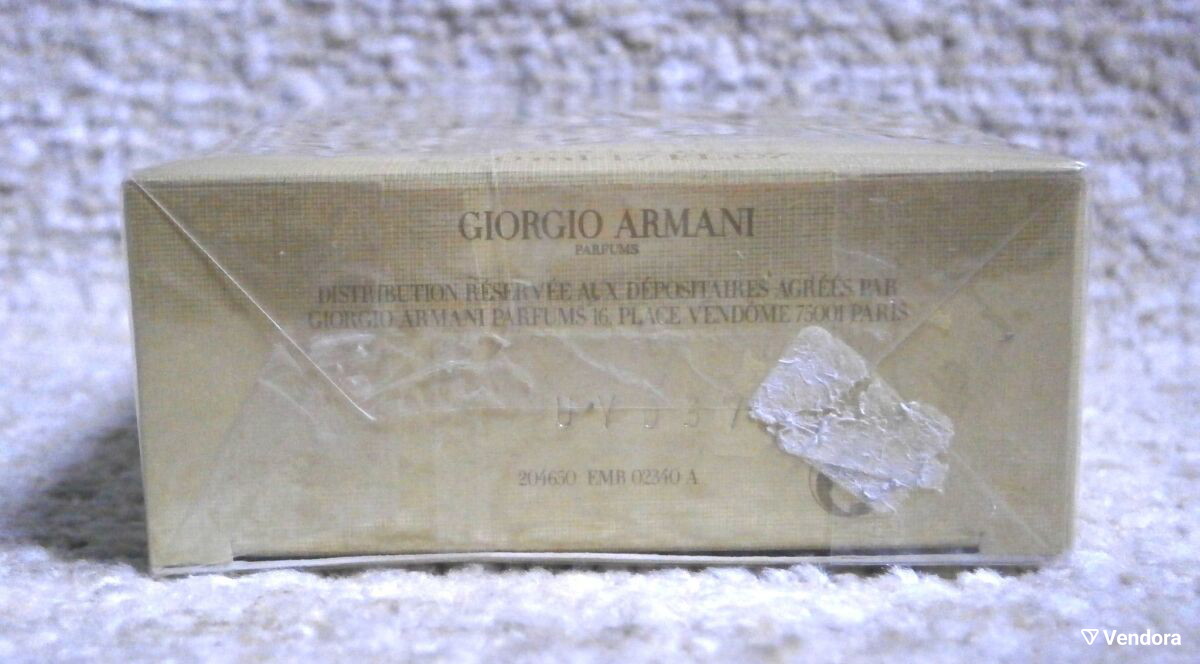 GIORGIO ARMANI
PARFUMS
DISTRIBUTION RÉSERVÉE AUX DÉPOSITAIRES AGRÉÉS PAR
GIORGIO ARMANI PARFUMS 16, PLACE VENDÔME 75001 PARIS
204650 EMB 02340 A
Vendora